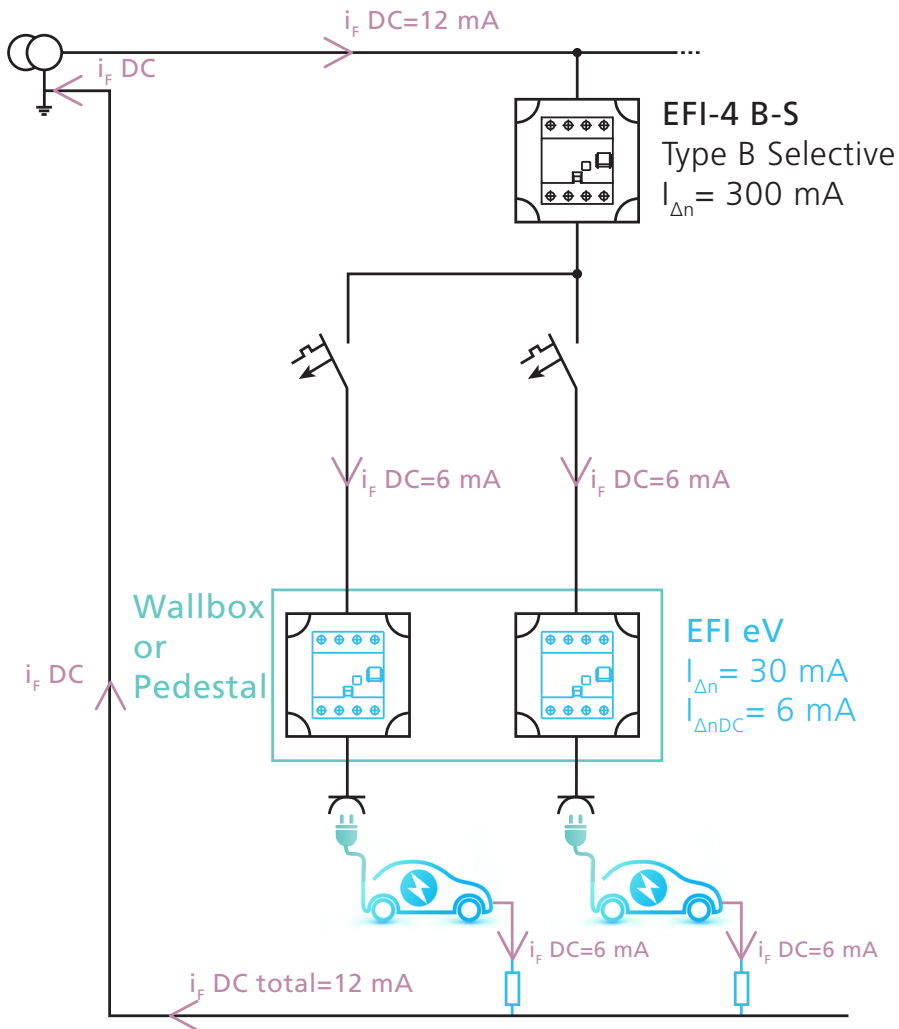 i_F DC=12 mA
i_F DC
EFI-4 B-S
Type B Selective
I_Δn= 300 mA
i_F DC=6 mA
i_F DC=6 mA
Wallbox
or
Pedestal
EFI eV
I_Δn= 30 mA
I_ΔnDC= 6 mA
i_F DC
i_F DC=6 mA
i_F DC=6 mA
i_F DC total=12 mA